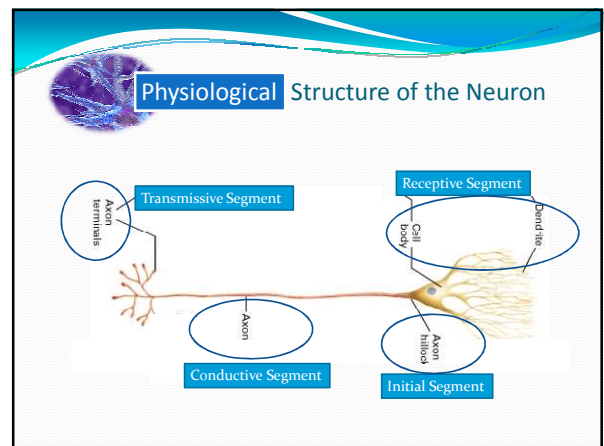 Physiological Structure of the Neuron
Receptive Segment
Transmissive Segment
Axon
terminals
Cell
body
Dendrite
Axon
Axon
hillock
Conductive Segment
Initial Segment